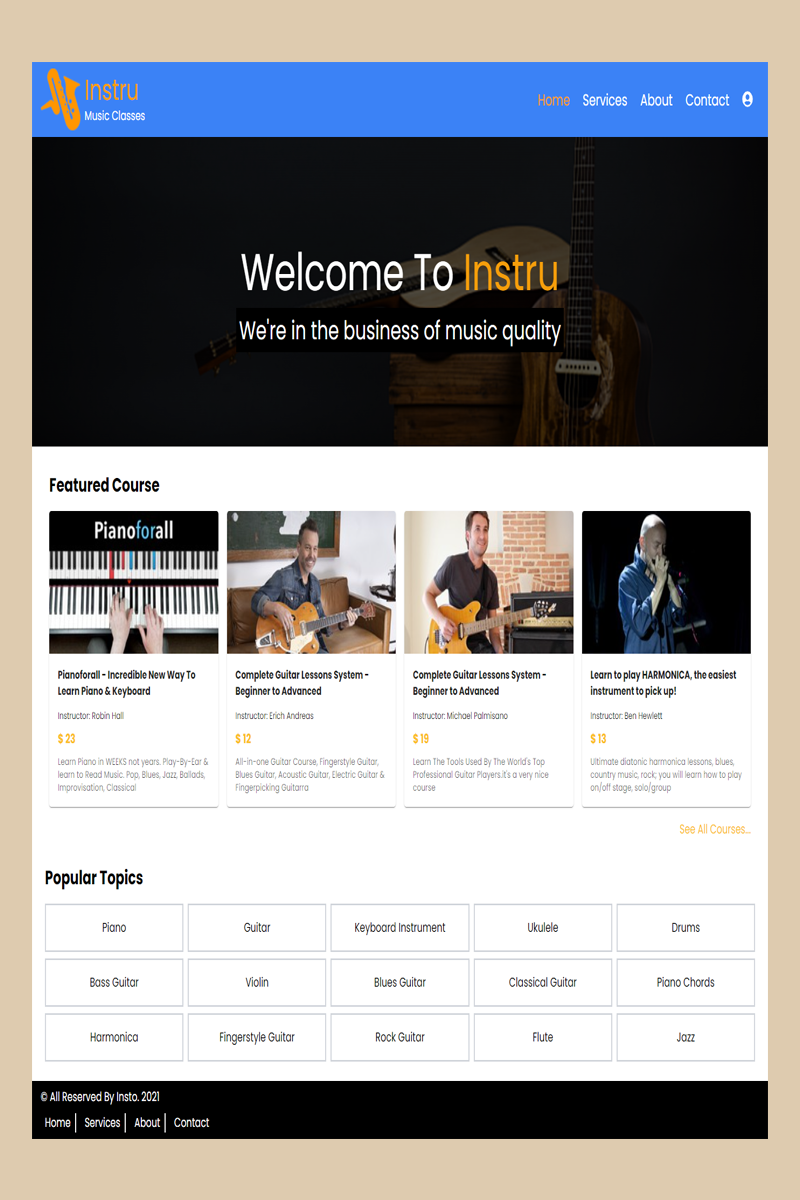 Instru
Music Classes
Home Services About Contact
Welcome To Instru
We're in the business of music quality
Featured Course
Pianoforall
Pianoforall - Incredible New Way To
Learn Piano & Keyboard
Instructor: Robin Hall
$ 23
Learn Piano in WEEKS not years. Play-By-Ear &
learn to Read Music. Pop, Blues, Jazz, Ballads,
Improvisation, Classical
Complete Guitar Lessons System -
Beginner to Advanced
Instructor: Erich Andreas
$ 12
All-in-one Guitar Course, Fingerstyle Guitar,
Blues Guitar, Acoustic Guitar, Electric Guitar &
Fingerpicking Guitarra
Complete Guitar Lessons System -
Beginner to Advanced
Instructor: Michael Palmisano
$ 19
Learn The Tools Used By The World's Top
Professional Guitar Players.it's a very nice
course
Learn to play HARMONICA, the easiest
instrument to pick up!
Instructor: Ben Hewlett
$ 13
Ultimate diatonic harmonica lessons, blues,
country music, rock; you will learn how to play
on/off stage, solo/group
See All Courses...
Popular Topics
Piano Guitar Keyboard Instrument Ukulele Drums
Bass Guitar Violin Blues Guitar Classical Guitar Piano Chords
Harmonica Fingerstyle Guitar Rock Guitar Flute Jazz
© All Reserved By Insto. 2021
Home Services About Contact